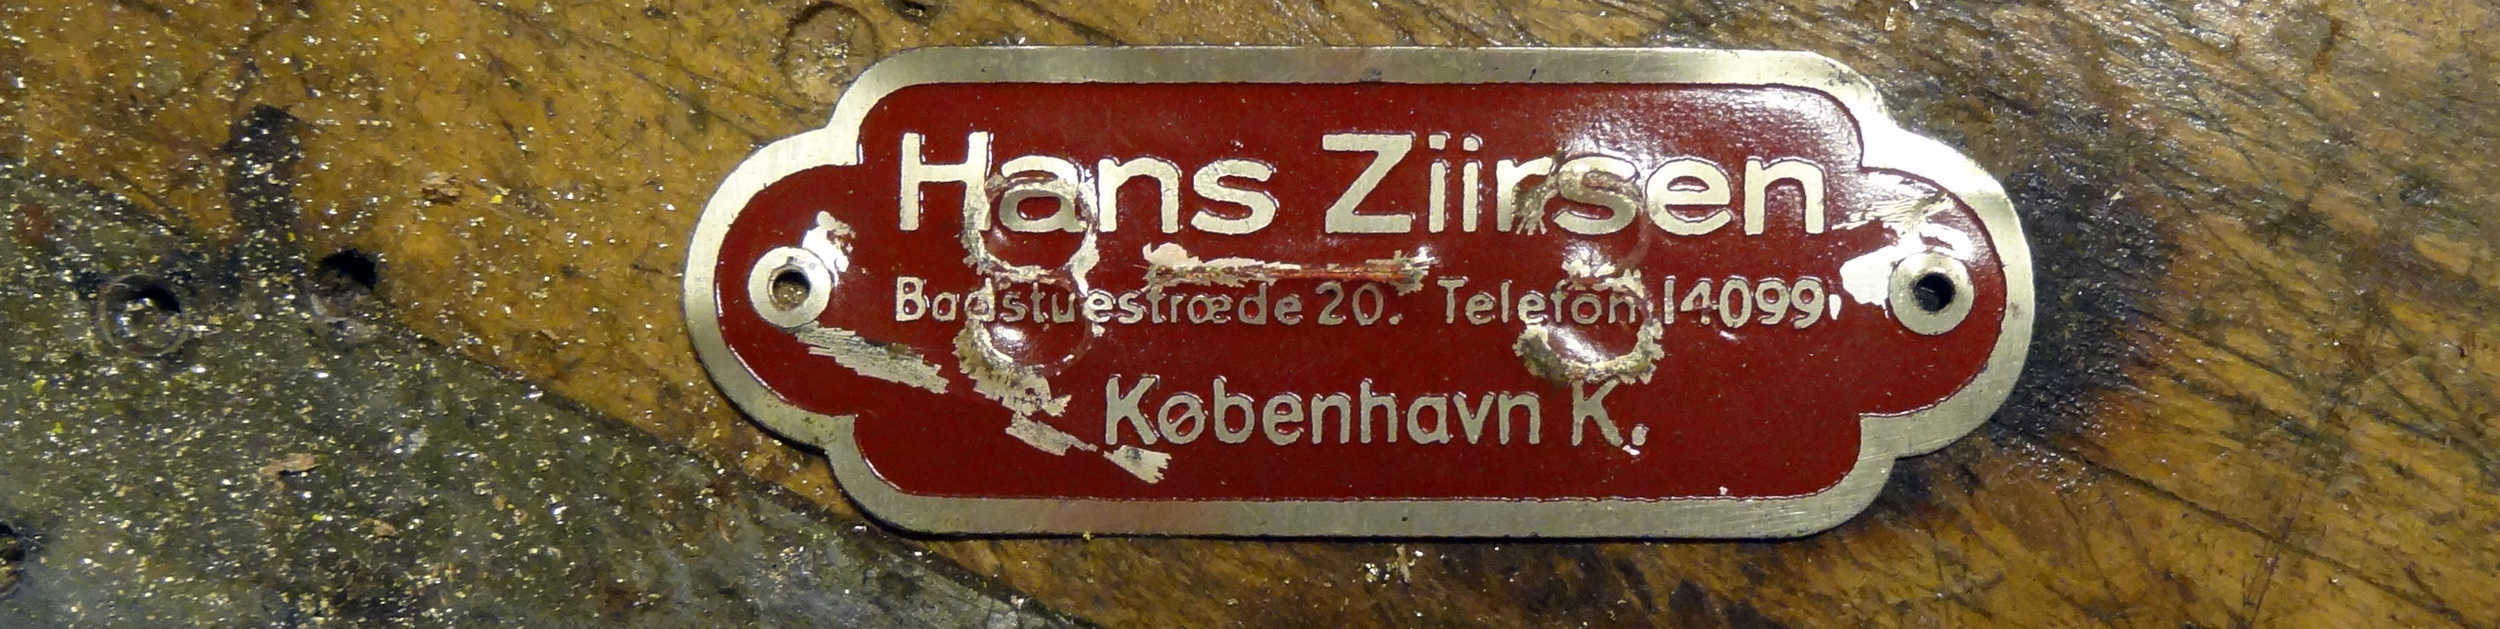 Hans Ziirsen
Badstuestræde 20. Telefon 14099
København K.